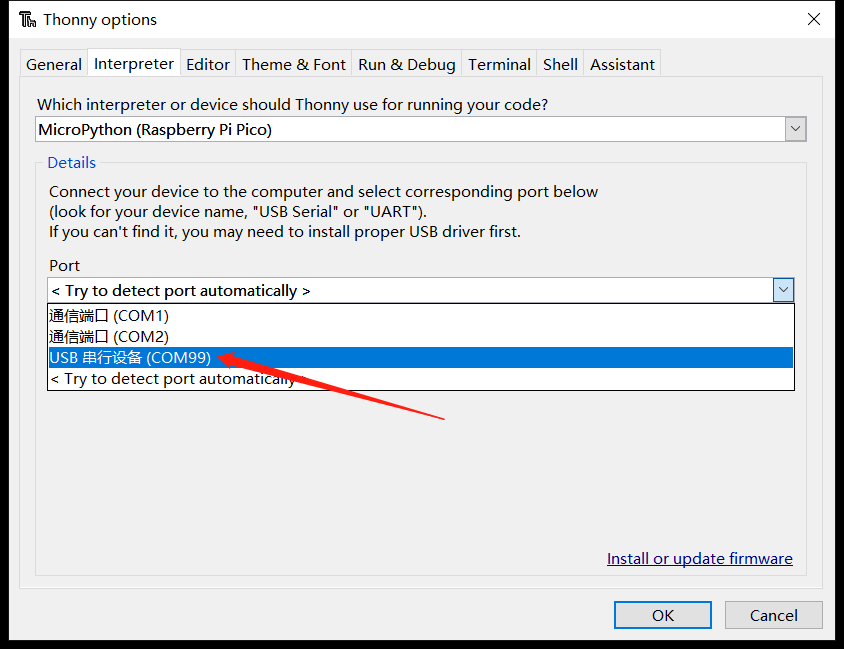 Thonny options
General Interpreter Editor Theme & Font Run & Debug Terminal Shell Assistant
Which interpreter or device should Thonny use for running your code?
MicroPython (Raspberry Pi Pico)
Details
Connect your device to the computer and select corresponding port below
(look for your device name, "USB Serial" or "UART").
If you can't find it, you may need to install proper USB driver first.
Port
< Try to detect port automatically >
通信端口 (COM1)
通信端口 (COM2)
USB 串行设备 (COM99)
< Try to detect port automatically
Install or update firmware
OK Cancel